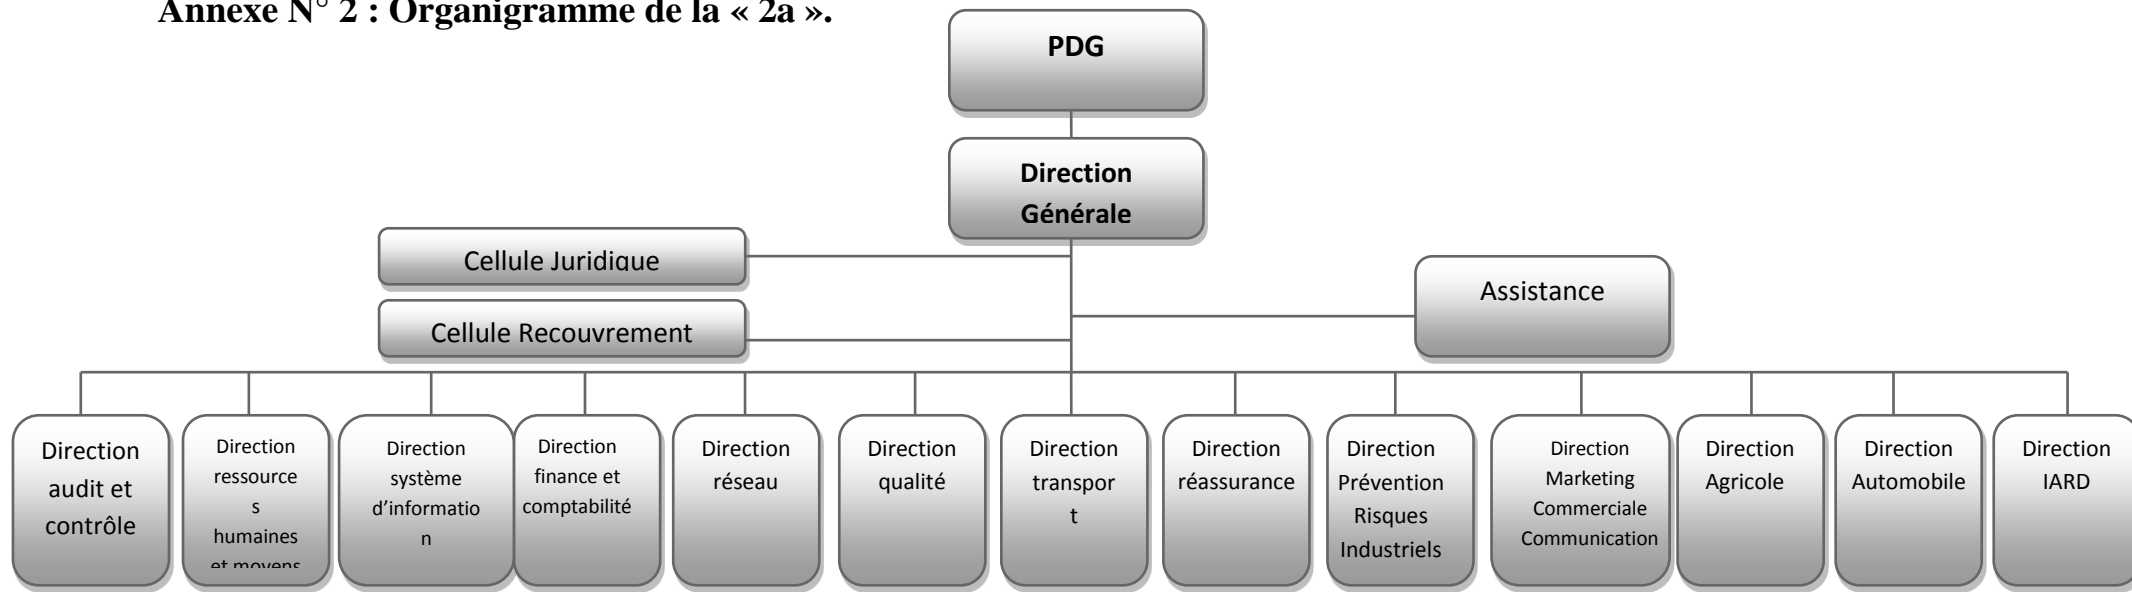 Annexe N° 2 : Organigramme de la « 2a ».
PDG
Direction
Générale
Cellule Juridique
Cellule Recouvrement
Assistance
Direction
audit et
contrôle
Direction
ressource
s
humaines
et moyens
Direction
système
d’informatio
n
Direction
finance et
comptabilité
Direction
réseau
Direction
qualité
Direction
transpor
t
Direction
réassurance
Direction
Prévention
Risques
Industriels
Direction
Marketing
Commerciale
Communication
Direction
Agricole
Direction
Automobile
Direction
IARD